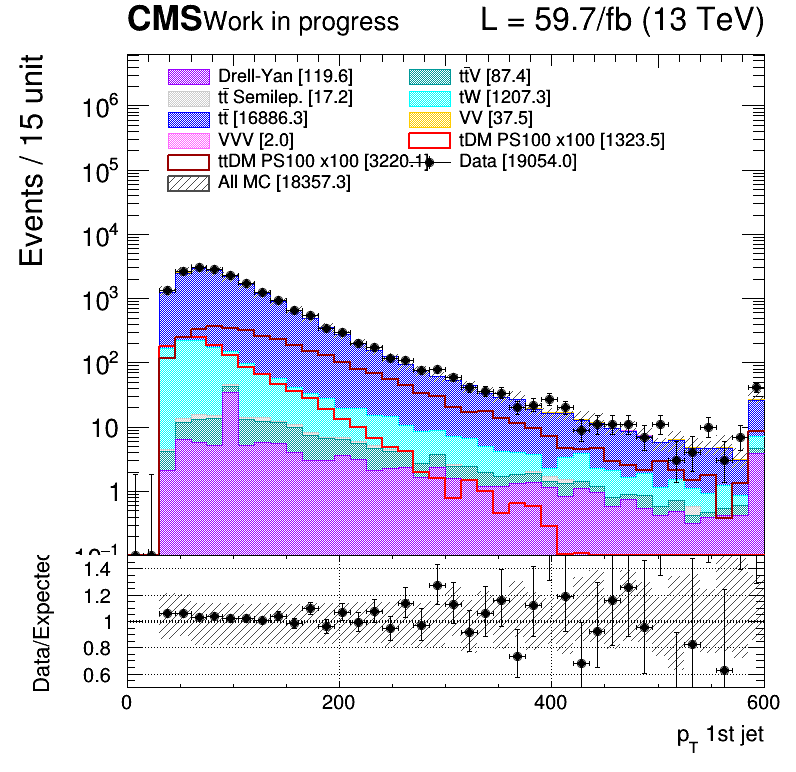 CMS Work in progress L = 59.7/fb (13 TeV)
Events / 15 unit
Drell-Yan [119.6] tt̄V [87.4]
tt̄ Semilep. [17.2] tW [1207.3]
tt̄ [16886.3] VV [37.5]
VVV [2.0] tDM PS100 x100 [1323.5]
ttDM PS100 x100 [3220.1] Data [19054.0]
All MC [18357.3]
10⁶
10⁵
10⁴
10³
10²
10
1
10⁻¹
Data/Expected
1.4
1.2
1
0.8
0.6
0 200 400 600
p_T 1st jet